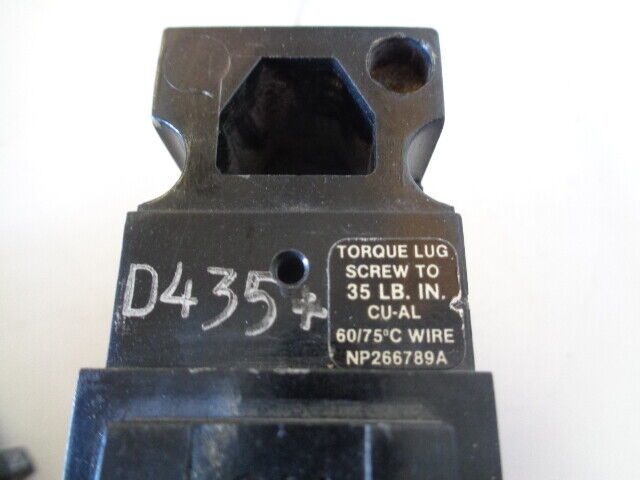 D435+
TORQUE LUG
SCREW TO
35 LB. IN.
CU-AL
60/75°C WIRE
NP266789A